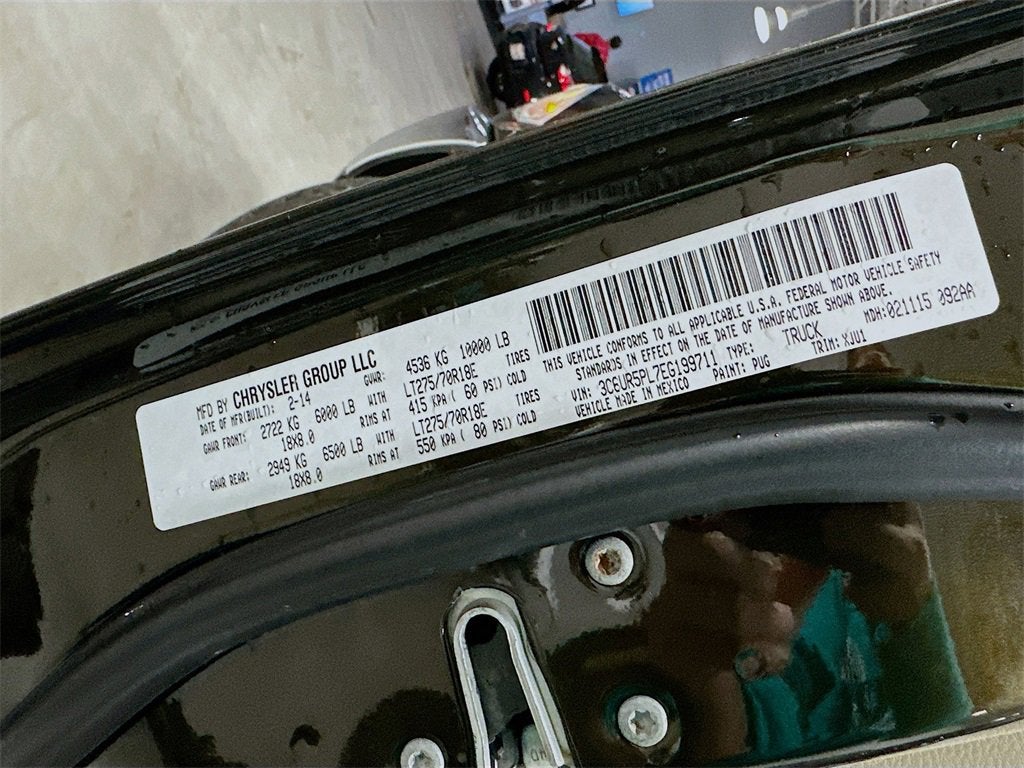 MFD BY CHRYSLER GROUP LLC
DATE OF MFR(BUILT): 2-14 GVWR: 4536 KG 10000 LB
GAWR FRONT: 2722 KG 6000 LB WITH LT275/70R18E TIRES
18X8.0 RIMS AT 415 KPA( 60 PSI) COLD
GAWR REAR: 2949 KG 6500 LB WITH LT275/70R18E TIRES
18X8.0 RIMS AT 550 KPA ( 80 PSI) COLD
THIS VEHICLE CONFORMS TO ALL APPLICABLE U.S.A. FEDERAL MOTOR VEHICLE SAFETY
STANDARDS IN EFFECT ON THE DATE OF MANUFACTURE SHOWN ABOVE.
VIN: 3C6UR5PL7EG199711 TYPE: TRUCK MDH:021115 092AA
VEHICLE MADE IN MEXICO PAINT: PUG TRIM: XJU1